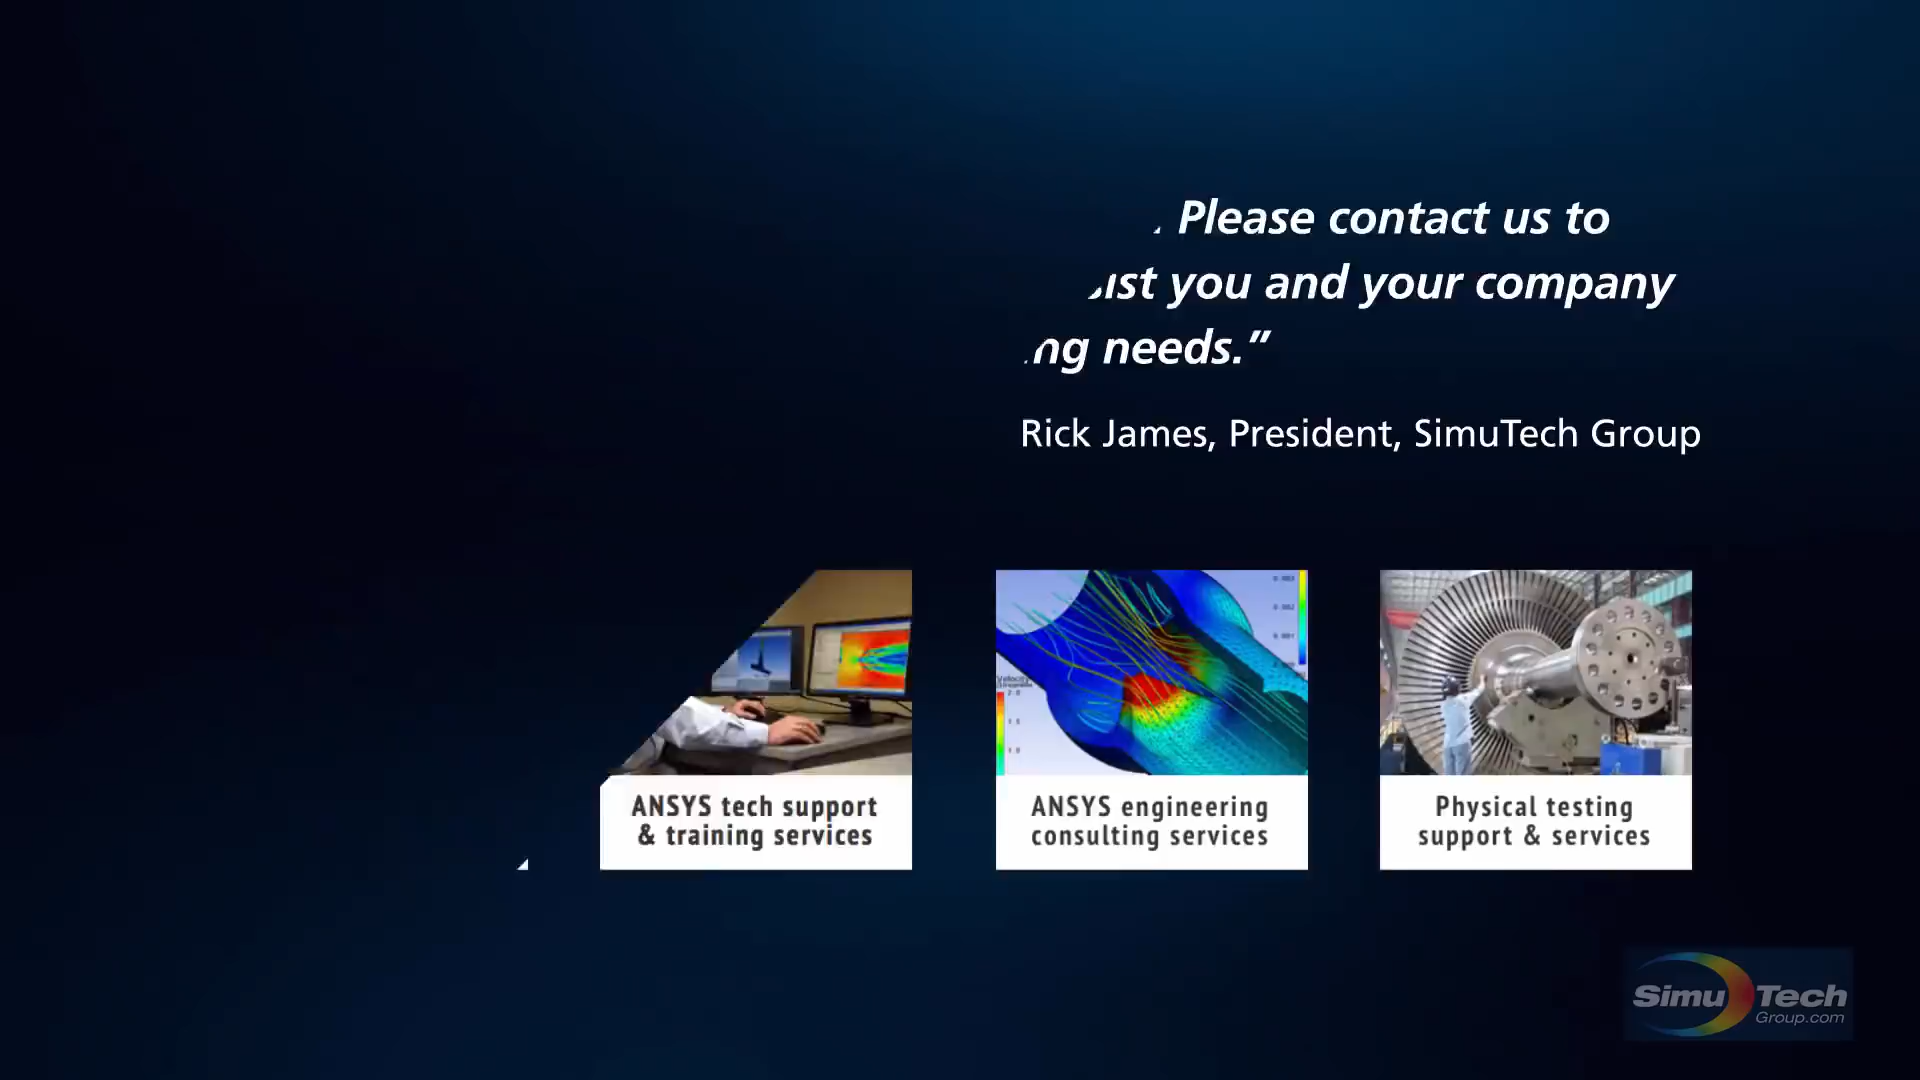 Please contact us to
you and your company
needs.”
Rick James, President, SimuTech Group
ANSYS tech support
& training services
ANSYS engineering
consulting services
Physical testing
support & services
Simu Tech
Group.com